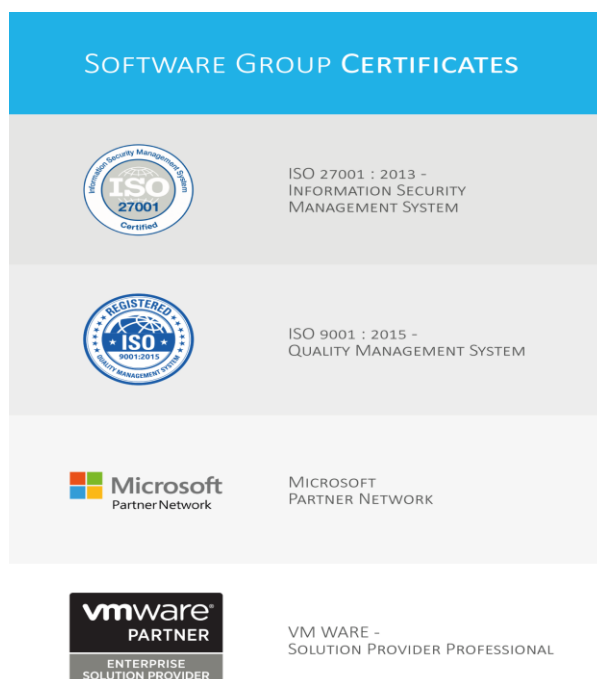 Software Group Certificates
Information Security Management System
ISO
27001
Certified
ISO 27001 : 2013 -
Information Security
Management System
REGISTERED
ISO
9001:2015
QUALITY MANAGEMENT SYSTEM
ISO 9001 : 2015 -
Quality Management System
Microsoft
Partner Network
Microsoft
Partner Network
vmware®
PARTNER
ENTERPRISE
SOLUTION PROVIDER
VM WARE -
Solution Provider Professional